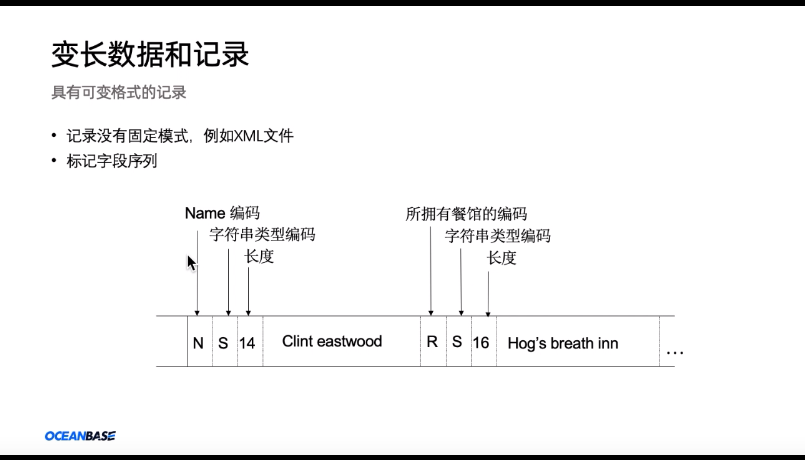 变长数据和记录
具有可变格式的记录
• 记录没有固定模式，例如XML文件
• 标记字段序列
Name 编码
字符串类型编码
长度
所拥有餐馆的编码
字符串类型编码
长度
N S 14 Clint eastwood R S 16 Hog's breath inn ...
OCEANBASE